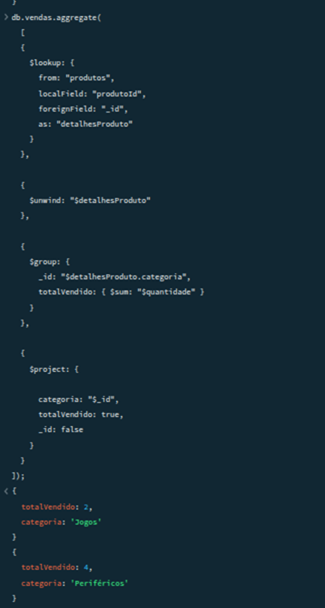 }
> db.vendas.aggregate(
[
{
$lookup: {
from: "produtos",
localField: "produtoId",
foreignField: "_id",
as: "detalhesProduto"
}
},
{
$unwind: "$detalhesProduto"
},
{
$group: {
_id: "$detalhesProduto.categoria",
totalVendido: { $sum: "$quantidade" }
}
},
{
$project: {
categoria: "$_id",
totalVendido: true,
_id: false
}
}
]);
< {
totalVendido: 2,
categoria: 'Jogos'
}
{
totalVendido: 4,
categoria: 'Periféricos'
}